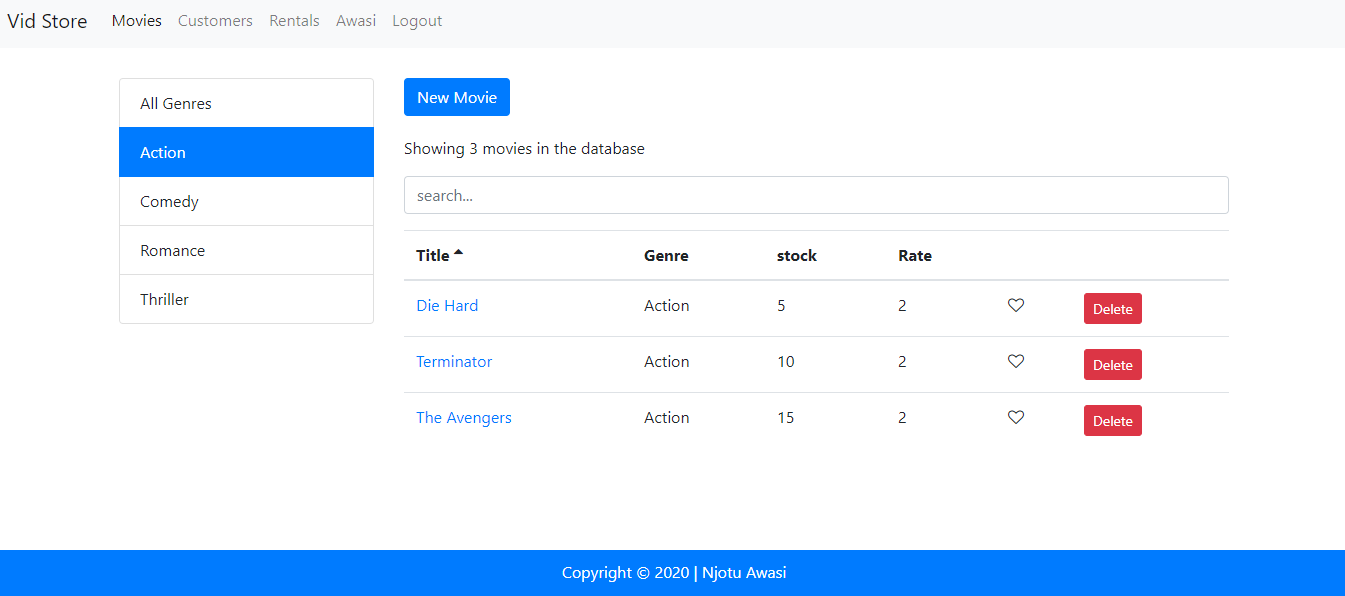 Vid Store Movies Customers Rentals Awasi Logout
All Genres
Action
Comedy
Romance
Thriller
New Movie
Showing 3 movies in the database
search...
Title Genre stock Rate
Die Hard Action 5 2 Delete
Terminator Action 10 2 Delete
The Avengers Action 15 2 Delete
Copyright © 2020 | Njotu Awasi